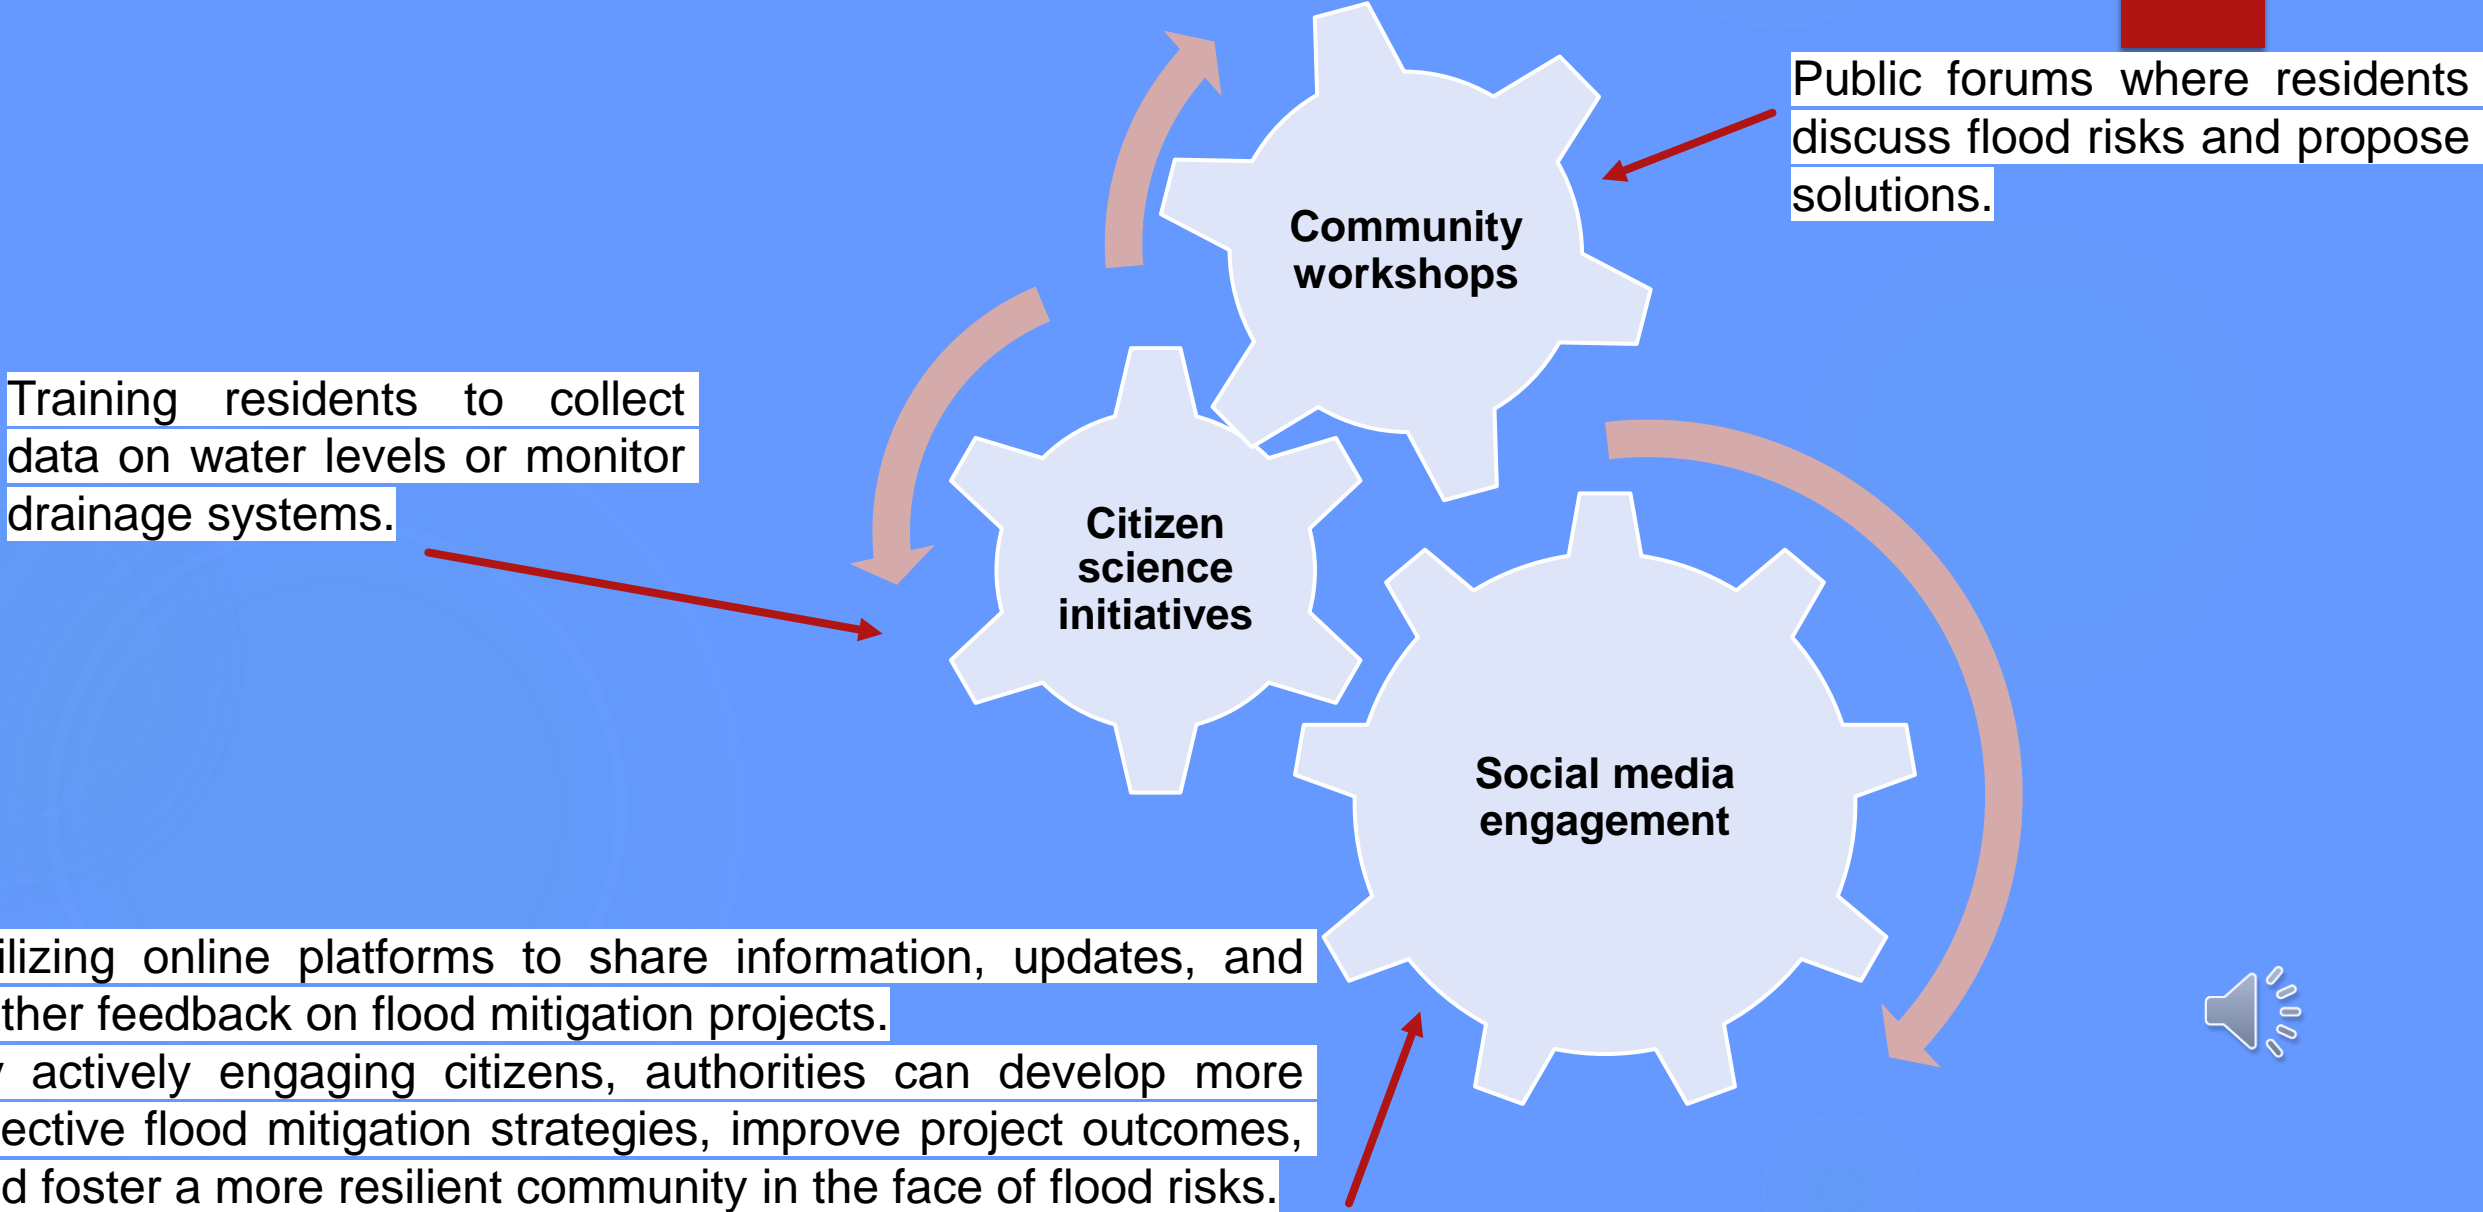 Public forums where residents
discuss flood risks and propose
solutions.
Community
workshops
Training residents to collect
data on water levels or monitor
drainage systems.
Citizen
science
initiatives
Social media
engagement
ilizing online platforms to share information, updates, and
ther feedback on flood mitigation projects.
actively engaging citizens, authorities can develop more
ective flood mitigation strategies, improve project outcomes,
d foster a more resilient community in the face of flood risks.